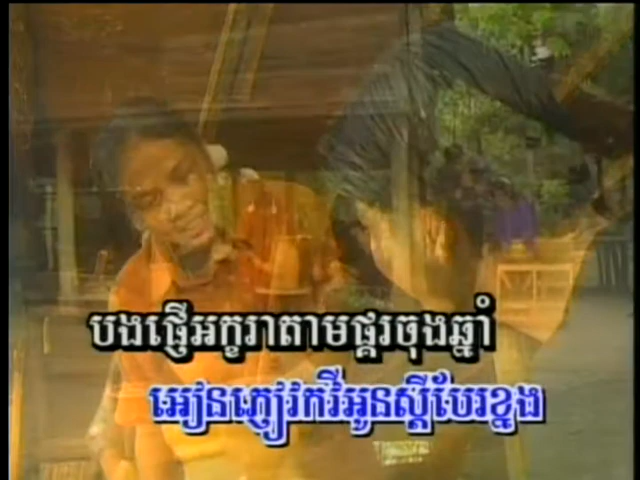 បងផ្ញើអក្ខរាតាមផ្គរចុងឆ្នាំ
អៀនភ្ញៀវកវីអូនស្ដីបែរខ្នង